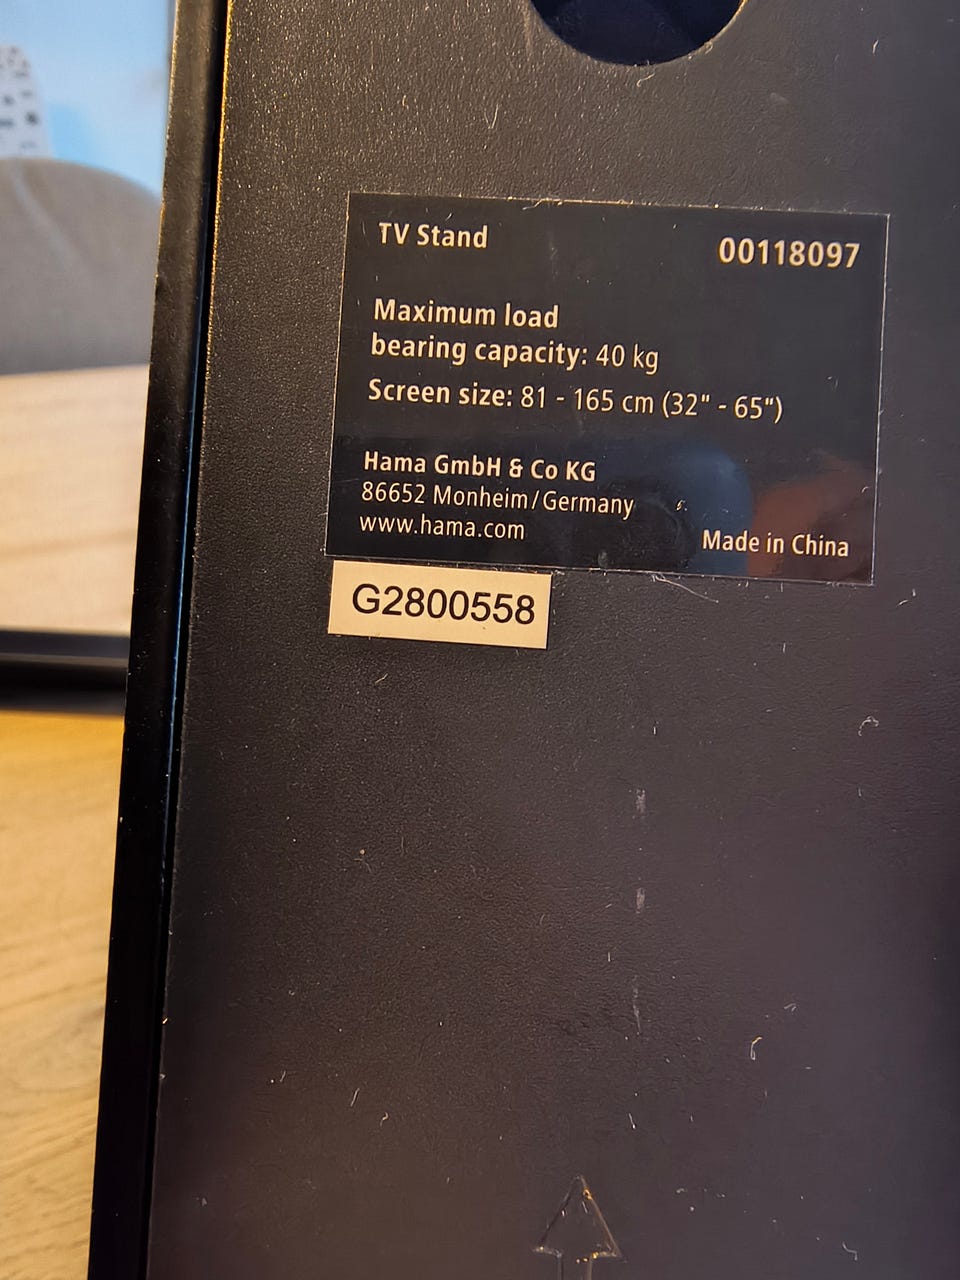 TV Stand
00118097
Maximum load
bearing capacity: 40 kg
Screen size: 81 - 165 cm (32" - 65")
Hama GmbH & Co KG
86652 Monheim/Germany
www.hama.com
Made in China
G2800558